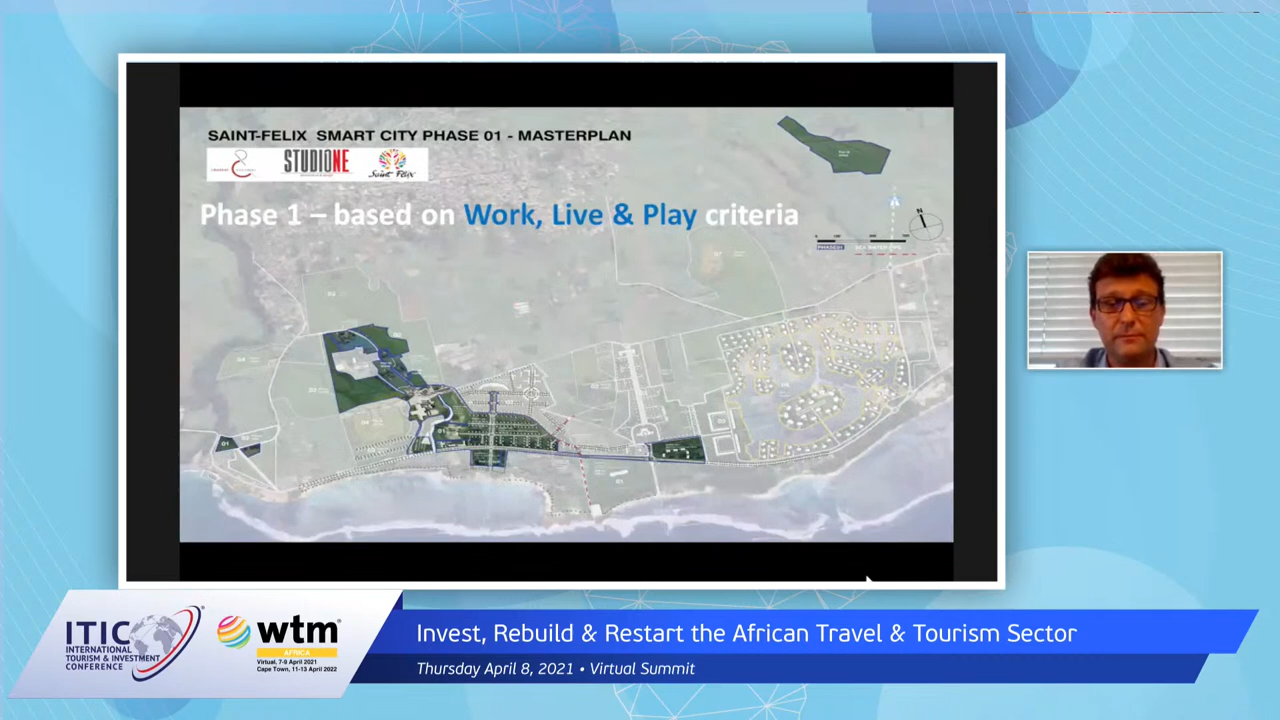 SAINT-FELIX SMART CITY PHASE 01 - MASTERPLAN
STUDIONE
Saint Félix
Phase 1 – based on Work, Live & Play criteria
N
ITIC
INTERNATIONAL
TOURISM & INVESTMENT
CONFERENCE
wtm®
AFRICA
Virtual, 7-9 April 2021
Cape Town, 11-13 April 2022
Invest, Rebuild & Restart the African Travel & Tourism Sector
Thursday April 8, 2021 • Virtual Summit